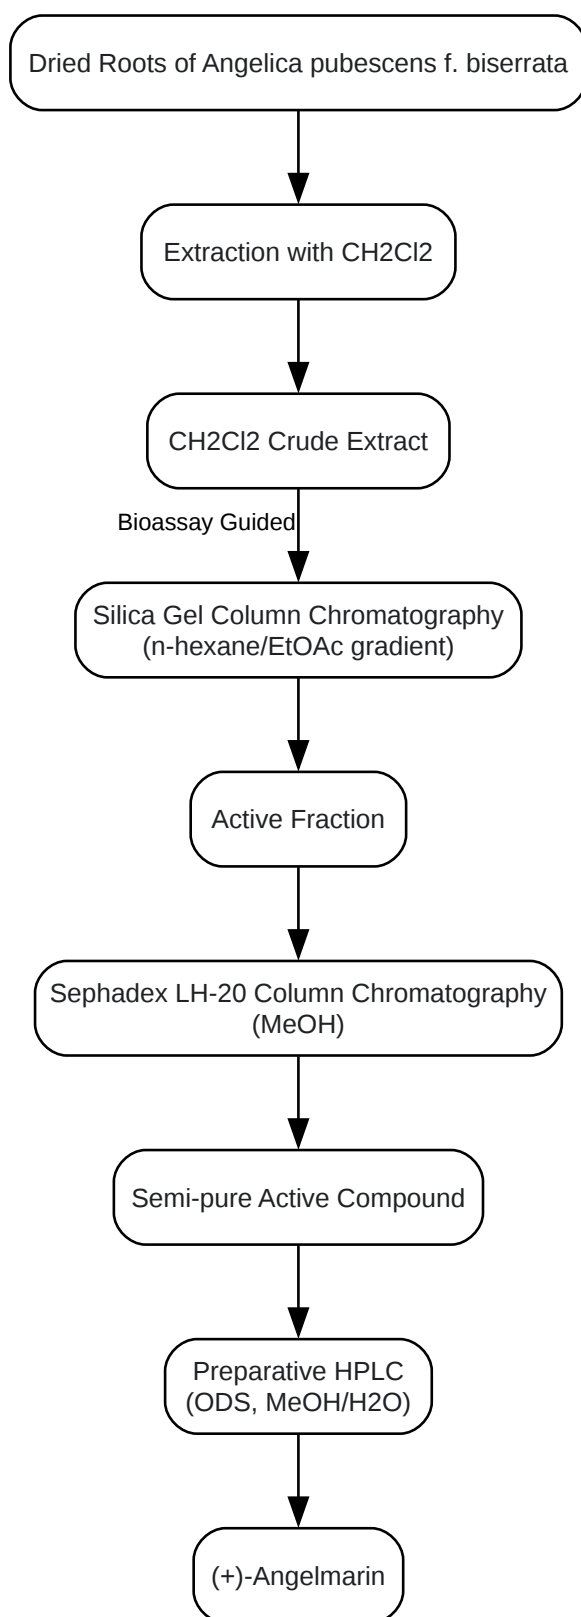 Dried Roots of Angelica pubescens f. biserrata
Extraction with CH2Cl2
CH2Cl2 Crude Extract
Bioassay Guided
Silica Gel Column Chromatography
(n-hexane/EtOAc gradient)
Active Fraction
Sephadex LH-20 Column Chromatography
(MeOH)
Semi-pure Active Compound
Preparative HPLC
(ODS, MeOH/H2O)
(+)-Angelmarin